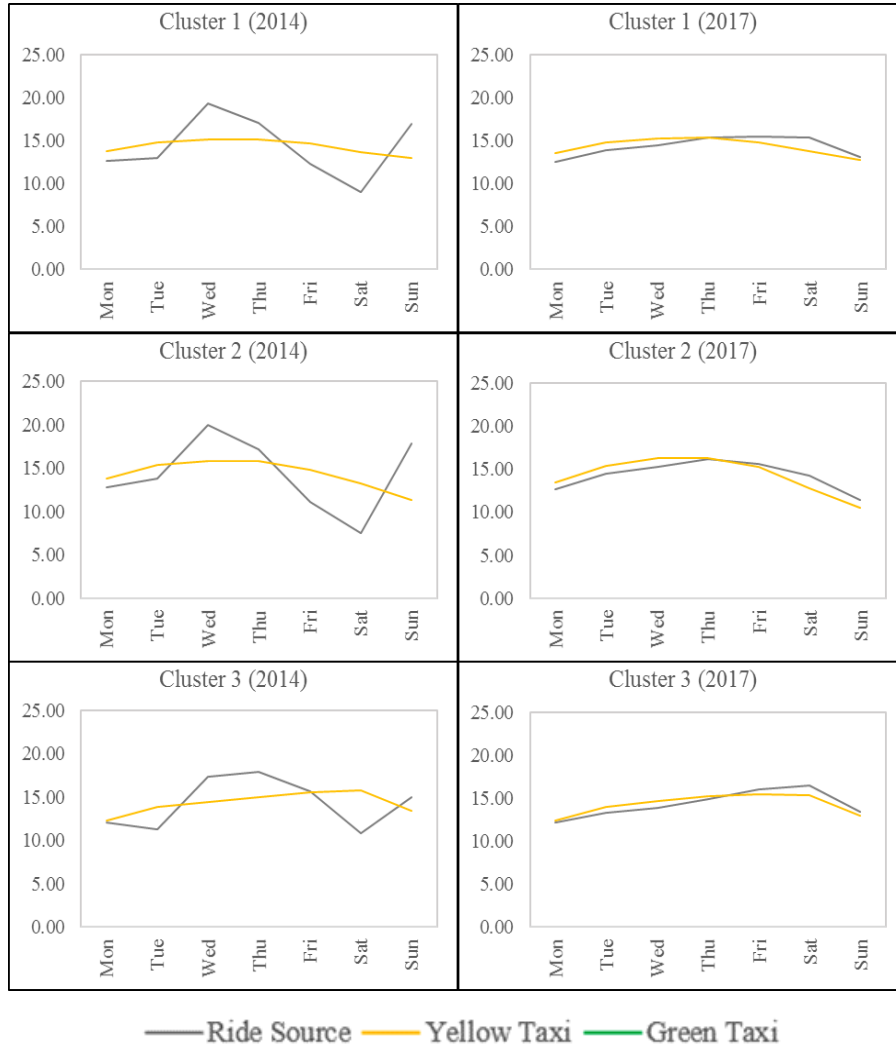 Cluster 1 (2014)
25.00
20.00
15.00
10.00
5.00
0.00
Mon
Tue
Wed
Thu
Fri
Sat
Sun
Cluster 1 (2017)
25.00
20.00
15.00
10.00
5.00
0.00
Mon
Tue
Wed
Thu
Fri
Sat
Sun
Cluster 2 (2014)
25.00
20.00
15.00
10.00
5.00
0.00
Mon
Tue
Wed
Thu
Fri
Sat
Sun
Cluster 2 (2017)
25.00
20.00
15.00
10.00
5.00
0.00
Mon
Tue
Wed
Thu
Fri
Sat
Sun
Cluster 3 (2014)
25.00
20.00
15.00
10.00
5.00
0.00
Mon
Tue
Wed
Thu
Fri
Sat
Sun
Cluster 3 (2017)
25.00
20.00
15.00
10.00
5.00
0.00
Mon
Tue
Wed
Thu
Fri
Sat
Sun
Ride Source Yellow Taxi Green Taxi